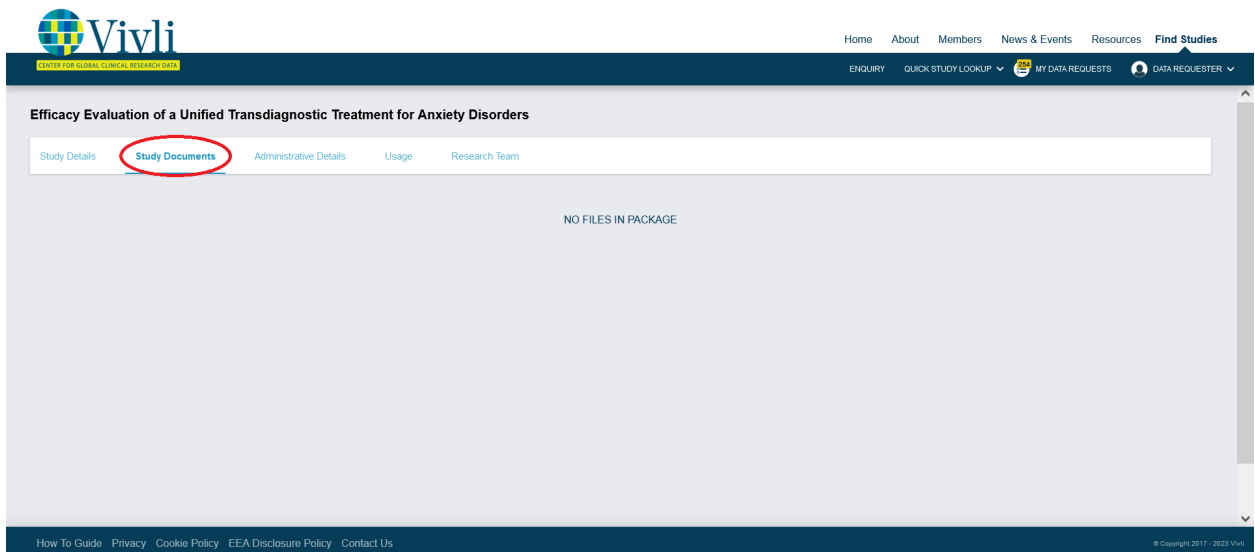 Vivli
CENTER FOR GLOBAL CLINICAL RESEARCH DATA
Home About Members News & Events Resources Find Studies
ENQUIRY QUICK STUDY LOOKUP 254 MY DATA REQUESTS DATA REQUESTER
Efficacy Evaluation of a Unified Transdiagnostic Treatment for Anxiety Disorders
Study Details Study Documents Administrative Details Usage Research Team
NO FILES IN PACKAGE
How To Guide Privacy Cookie Policy EEA Disclosure Policy Contact Us
© Copyright 2017 - 2023 Vivli